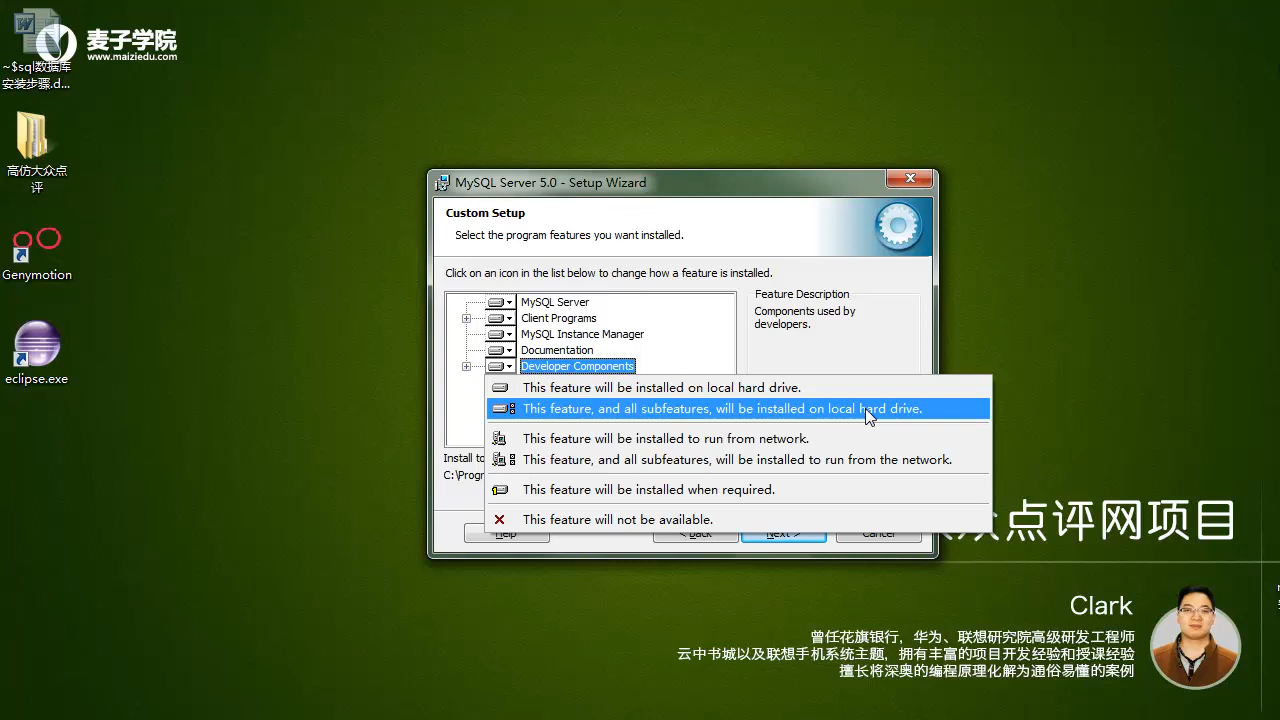 麦子学院
www.maiziedu.com
~$sql数据库
安装步骤.d...
高仿大众点
评
Genymotion
eclipse.exe
MySQL Server 5.0 - Setup Wizard
Custom Setup
Select the program features you want installed.
Click on an icon in the list below to change how a feature is installed.
MySQL Server
Client Programs
MySQL Instance Manager
Documentation
Developer Components
Feature Description
Components used by
developers.
This feature will be installed on local hard drive.
This feature, and all subfeatures, will be installed on local hard drive.
This feature will be installed to run from network.
This feature, and all subfeatures, will be installed to run from the network.
This feature will be installed when required.
This feature will not be available.
Install to
C:\Progr
Help
< Back
Next >
Cancel
众点评网项目
Clark
曾任花旗银行，华为、联想研究院高级研发工程师
云中书城以及联想手机系统主题，拥有丰富的项目开发经验和授课经验
擅长将深奥的编程原理化解为通俗易懂的案例